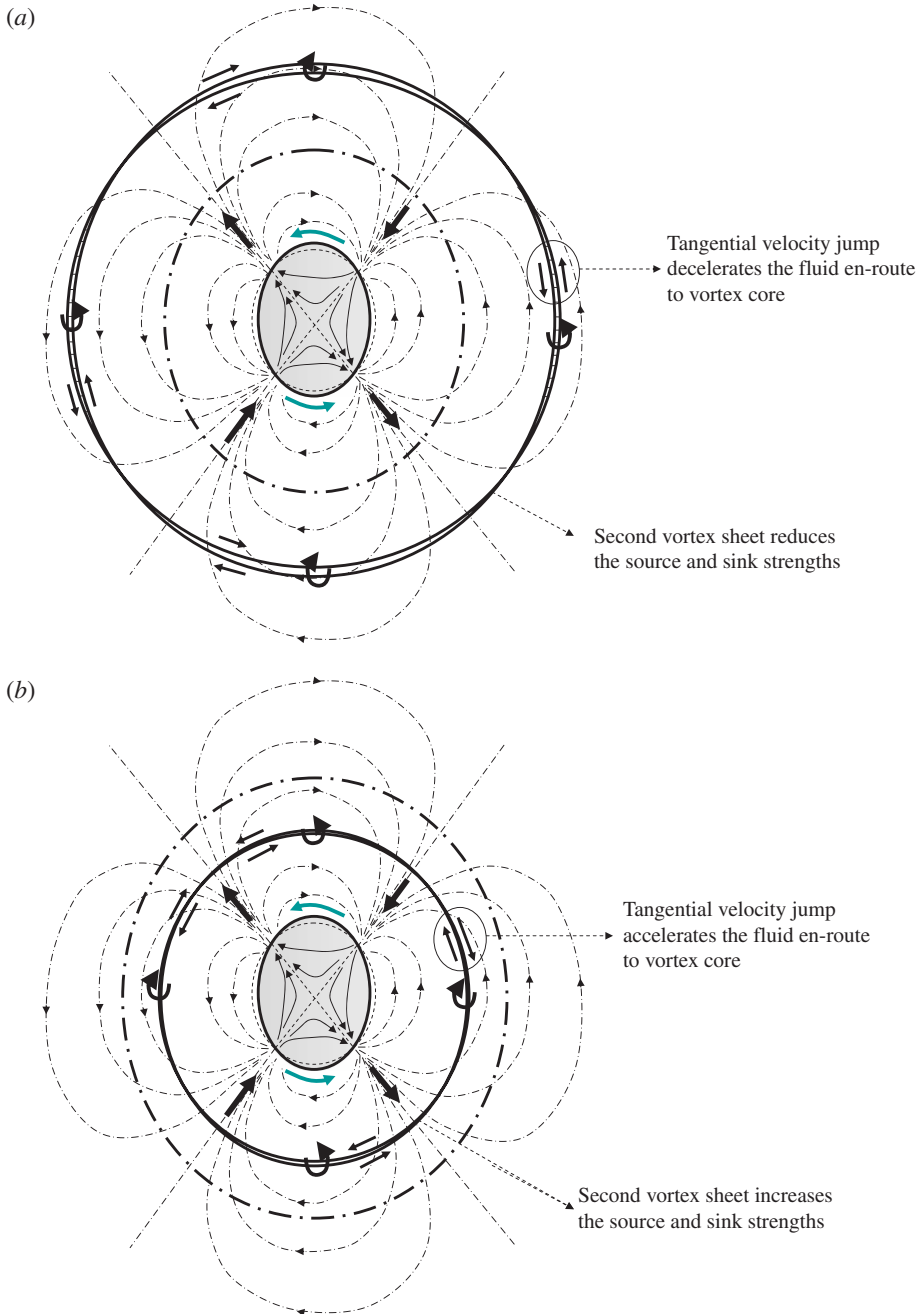 (a)
Tangential velocity jump
decelerates the fluid en-route
to vortex core
Second vortex sheet reduces
the source and sink strengths
(b)
Tangential velocity jump
accelerates the fluid en-route
to vortex core
Second vortex sheet increases
the source and sink strengths